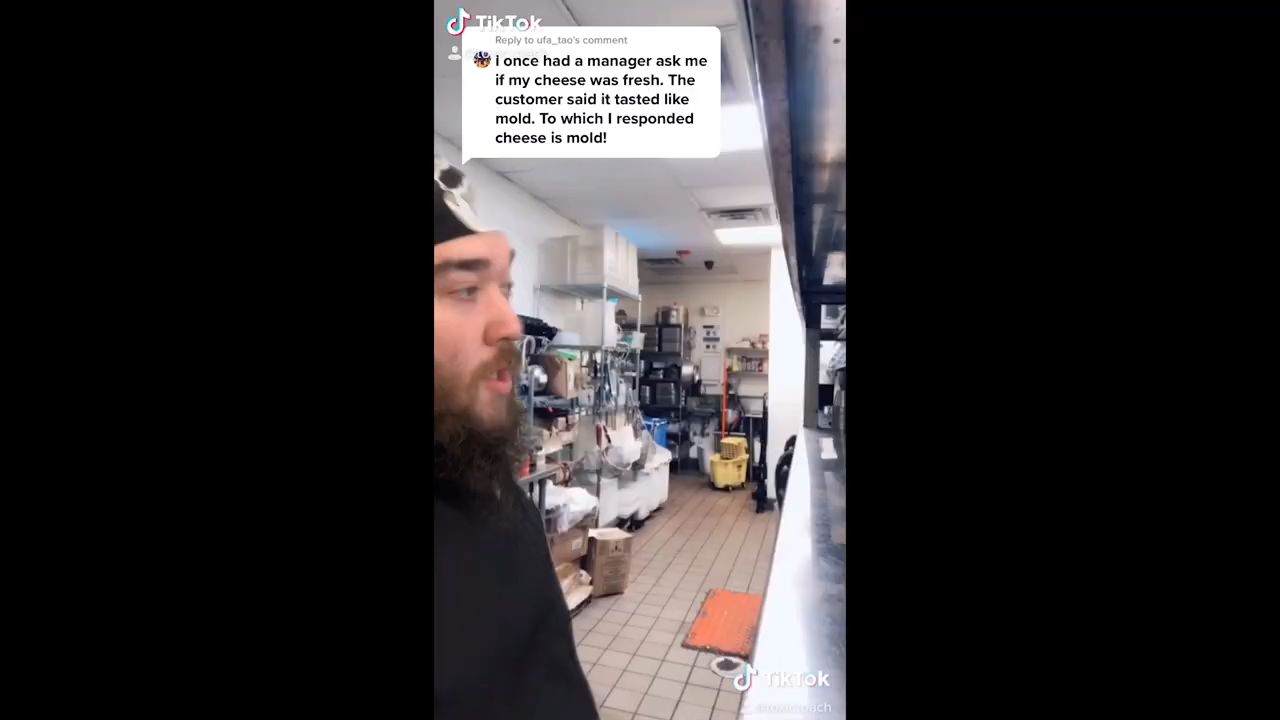 TikTok
Reply to ufa_tao's comment
i once had a manager ask me
if my cheese was fresh. The
customer said it tasted like
mold. To which I responded
cheese is mold!
TikTok